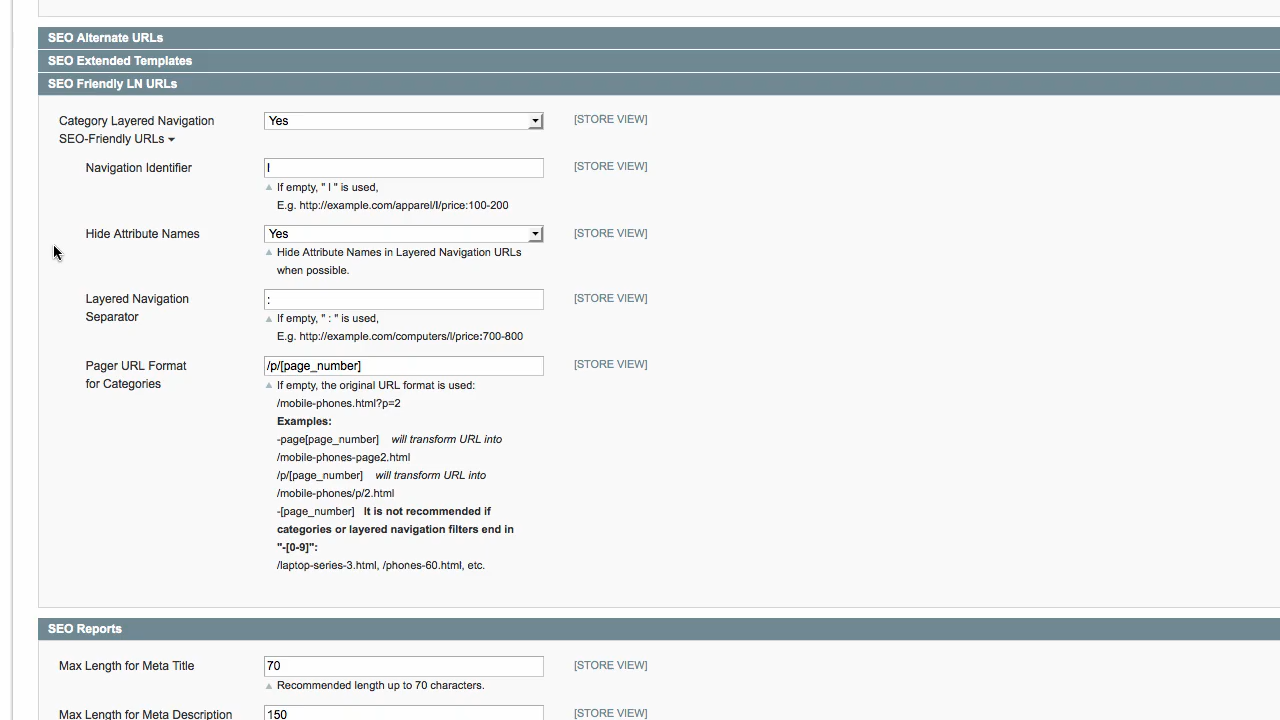 SEO Alternate URLs
SEO Extended Templates
SEO Friendly LN URLs
Category Layered Navigation
SEO-Friendly URLs
Yes
[STORE VIEW]
Navigation Identifier
l
[STORE VIEW]
If empty, " l " is used,
E.g. http://example.com/apparel/l/price:100-200
Hide Attribute Names
Yes
[STORE VIEW]
Hide Attribute Names in Layered Navigation URLs
when possible.
Layered Navigation
Separator
:
[STORE VIEW]
If empty, " : " is used,
E.g. http://example.com/computers/l/price:700-800
Pager URL Format
for Categories
/p/[page_number]
[STORE VIEW]
If empty, the original URL format is used:
/mobile-phones.html?p=2
Examples:
-page[page_number] will transform URL into
/mobile-phones-page2.html
/p/[page_number] will transform URL into
/mobile-phones/p/2.html
-[page_number] It is not recommended if
categories or layered navigation filters end in
"-[0-9]":
/laptop-series-3.html, /phones-60.html, etc.
SEO Reports
Max Length for Meta Title
70
[STORE VIEW]
Recommended length up to 70 characters.
Max Length for Meta Description
150
[STORE VIEW]